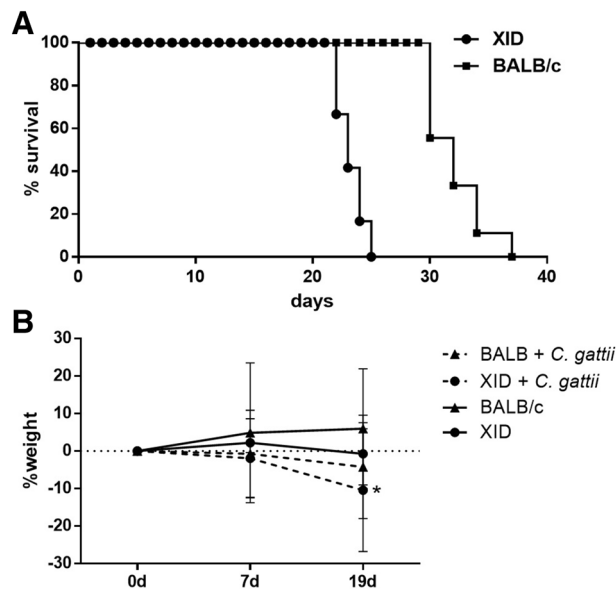 A
100
80
60
40
20
0
% survival
0 10 20 30 40
days
XID
BALB/c
B
30
20
10
0
-10
-20
-30
%weight
*
0d 7d 19d
BALB + C. gattii
XID + C. gattii
BALB/c
XID